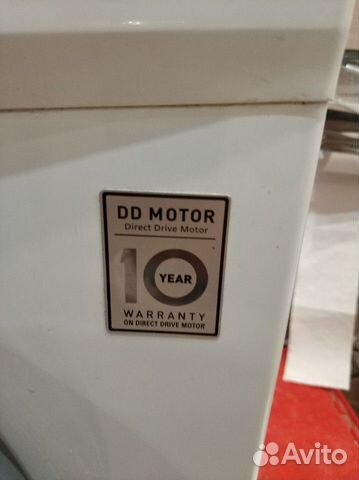 DD MOTOR
Direct Drive Motor
10 YEAR
WARRANTY
ON DIRECT DRIVE MOTOR
Avito